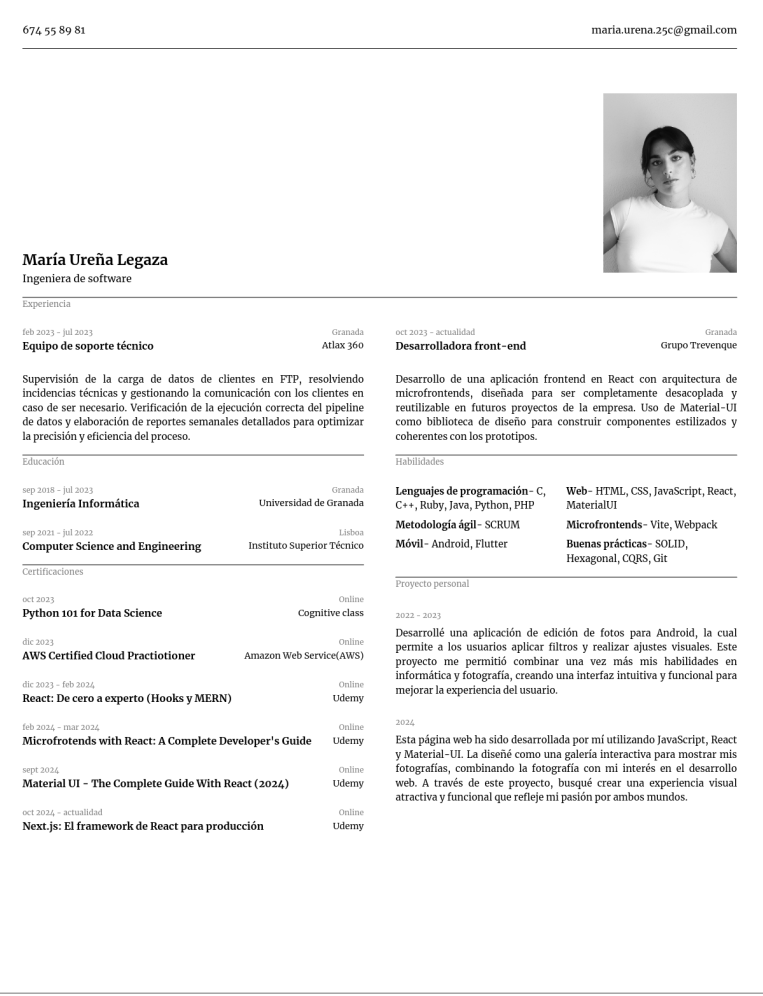 674 55 89 81
maria.urena.25c@gmail.com
María Ureña Legaza
Ingeniera de software
Experiencia
feb 2023 - jul 2023
Granada
Equipo de soporte técnico
Atlax 360
Supervisión de la carga de datos de clientes en FTP, resolviendo
incidencias técnicas y gestionando la comunicación con los clientes en
caso de ser necesario. Verificación de la ejecución correcta del pipeline
de datos y elaboración de reportes semanales detallados para optimizar
la precisión y eficiencia del proceso.
oct 2023 - actualidad
Granada
Desarrolladora front-end
Grupo Trevenque
Desarrollo de una aplicación frontend en React con arquitectura de
microfrontends, diseñada para ser completamente desacoplada y
reutilizable en futuros proyectos de la empresa. Uso de Material-UI
como biblioteca de diseño para construir componentes estilizados y
coherentes con los prototipos.
Educación
sep 2018 - jul 2023
Granada
Ingeniería Informática
Universidad de Granada
sep 2021 - jul 2022
Lisboa
Computer Science and Engineering
Instituto Superior Técnico
Certificaciones
oct 2023
Online
Python 101 for Data Science
Cognitive class
dic 2023
Online
AWS Certified Cloud Practiotioner
Amazon Web Service(AWS)
dic 2023 - feb 2024
Online
React: De cero a experto (Hooks y MERN)
Udemy
feb 2024 - mar 2024
Online
Microfrotends with React: A Complete Developer's Guide
Udemy
sept 2024
Online
Material UI - The Complete Guide With React (2024)
Udemy
oct 2024 - actualidad
Online
Next.js: El framework de React para producción
Udemy
Habilidades
Lenguajes de programación- C,
C++, Ruby, Java, Python, PHP
Metodología ágil- SCRUM
Móvil- Android, Flutter
Web- HTML, CSS, JavaScript, React,
MaterialUI
Microfrontends- Vite, Webpack
Buenas prácticas- SOLID,
Hexagonal, CQRS, Git
Proyecto personal
2022 - 2023
Desarrollé una aplicación de edición de fotos para Android, la cual
permite a los usuarios aplicar filtros y realizar ajustes visuales. Este
proyecto me permitió combinar una vez más mis habilidades en
informática y fotografía, creando una interfaz intuitiva y funcional para
mejorar la experiencia del usuario.
2024
Esta página web ha sido desarrollada por mí utilizando JavaScript, React
y Material-UI. La diseñé como una galería interactiva para mostrar mis
fotografías, combinando la fotografía con mi interés en el desarrollo
web. A través de este proyecto, busqué crear una experiencia visual
atractiva y funcional que refleje mi pasión por ambos mundos.